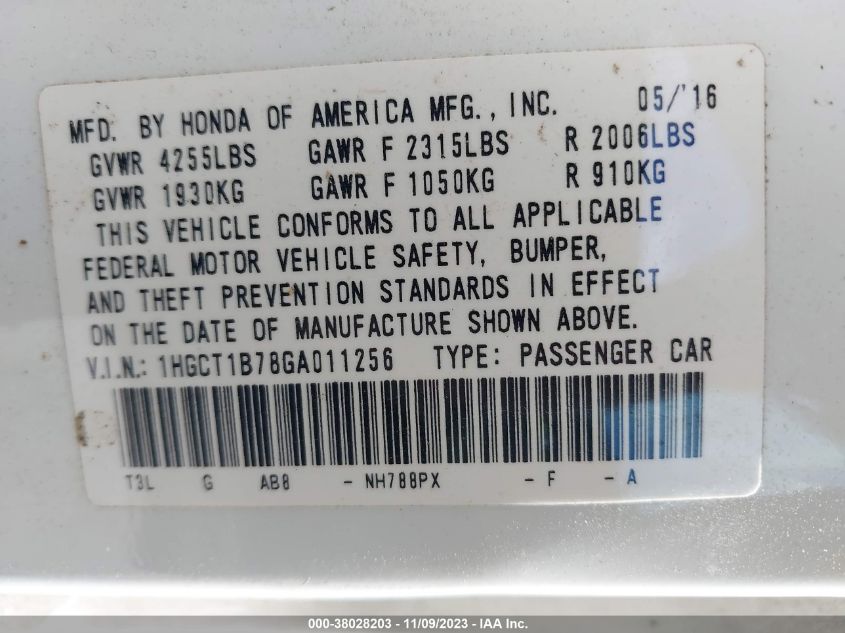 MFD. BY HONDA OF AMERICA MFG., INC. 05/'16
GVWR 4255LBS GAWR F 2315LBS R 2006LBS
GVWR 1930KG GAWR F 1050KG R 910KG
THIS VEHICLE CONFORMS TO ALL APPLICABLE
FEDERAL MOTOR VEHICLE SAFETY, BUMPER,
AND THEFT PREVENTION STANDARDS IN EFFECT
ON THE DATE OF MANUFACTURE SHOWN ABOVE.
V.I.N.: 1HGCT1B78GA011256 TYPE: PASSENGER CAR
T3L G AB8 - NH788PX - F - A
000-38028203 - 11/09/2023 - IAA Inc.